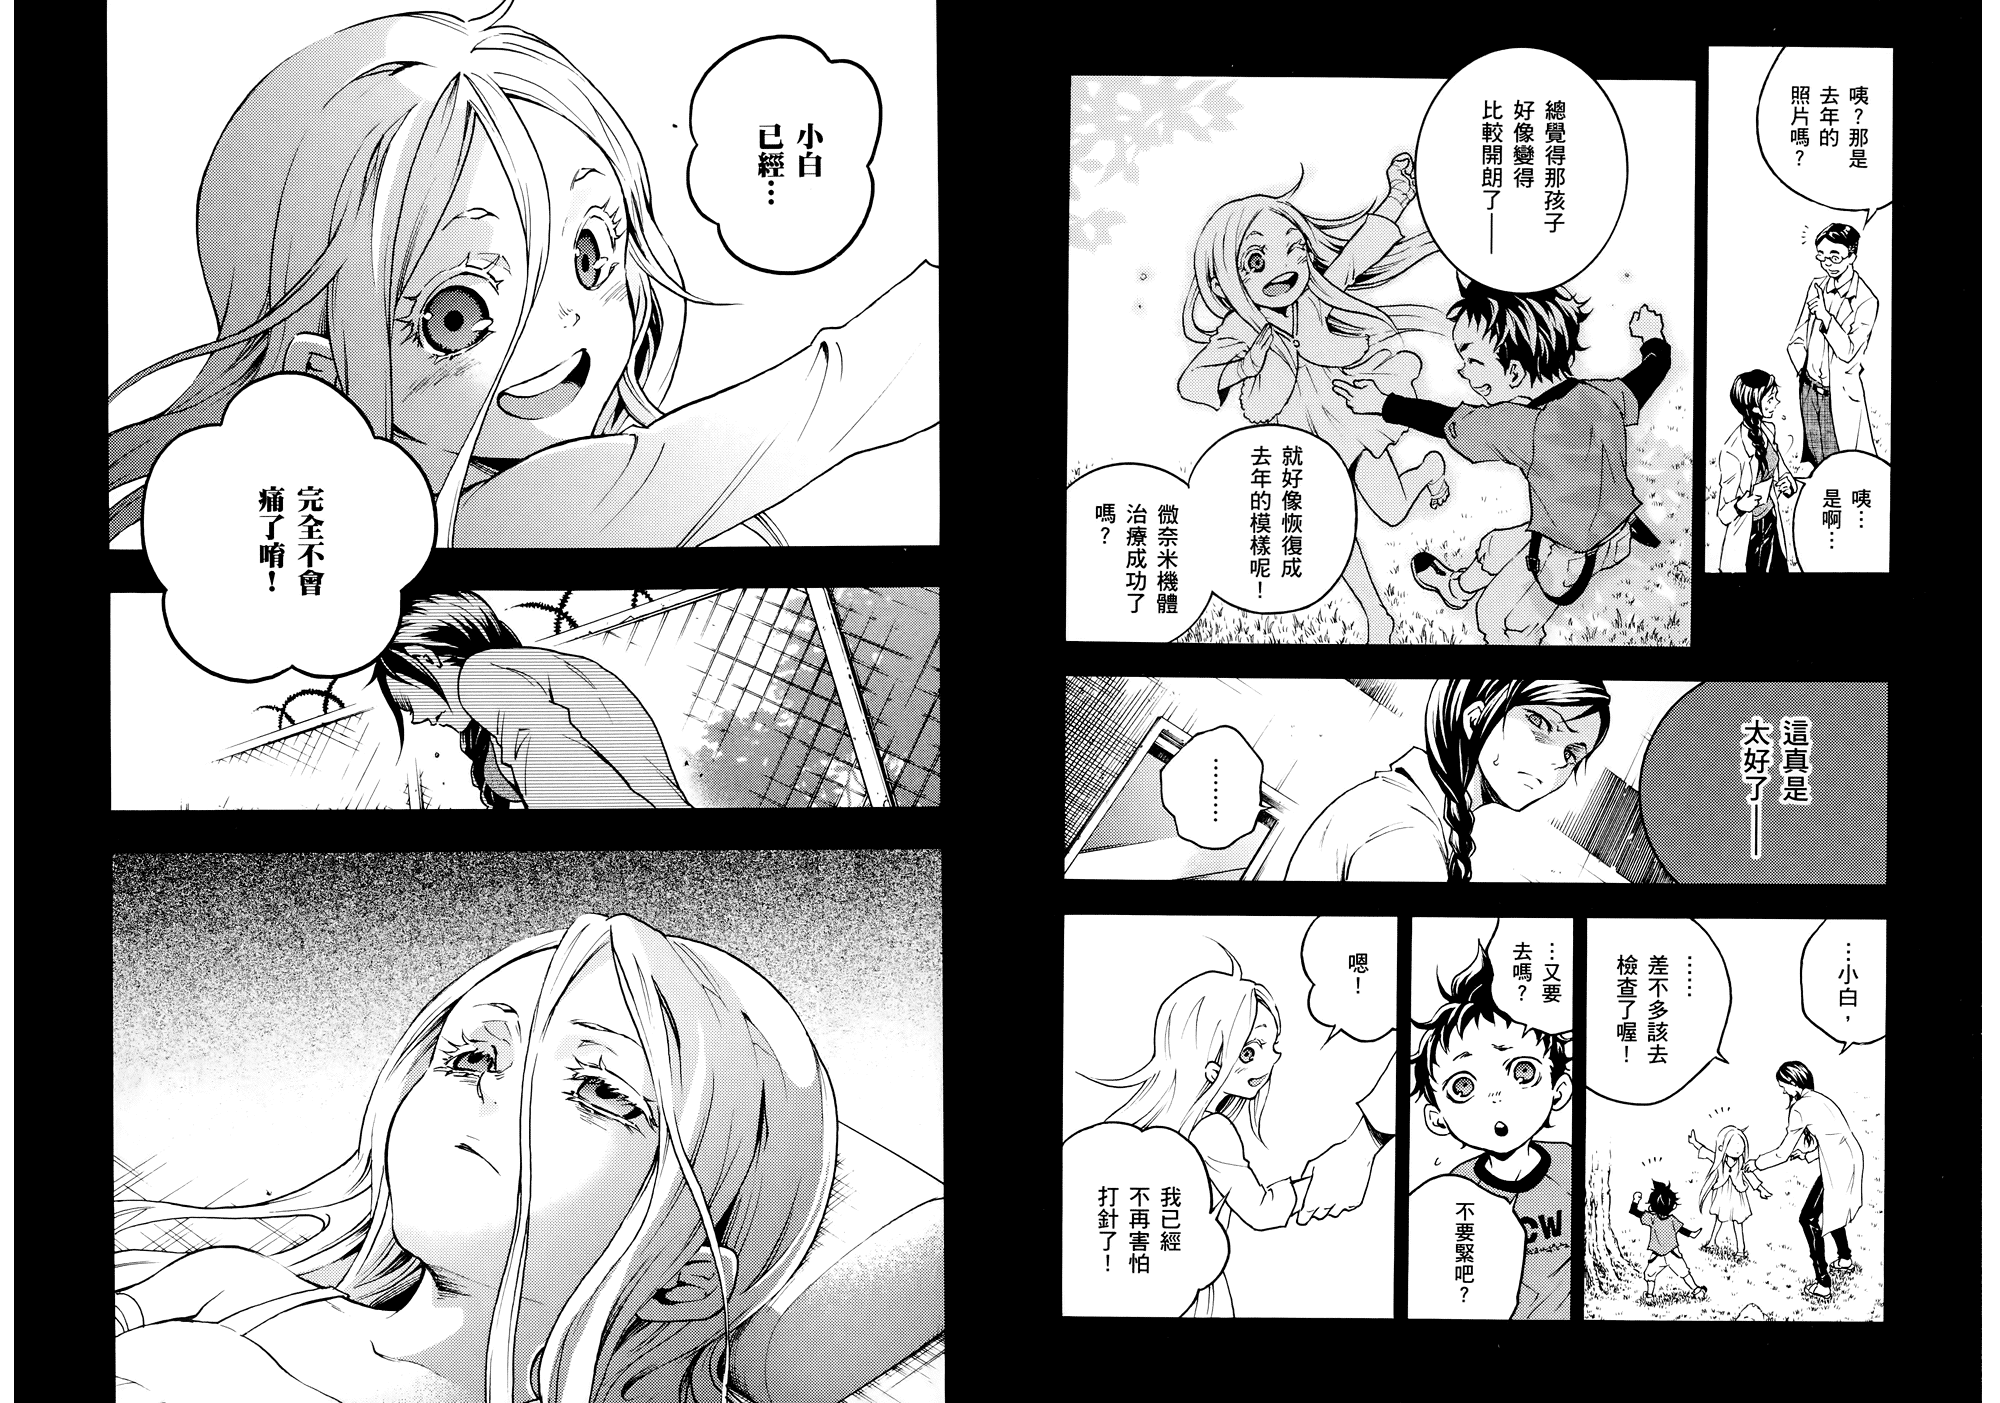 咦？那是
去年的
照片嗎？
咦…
是啊…
總覺得那孩子
好像變得
比較開朗了——
就好像恢復成
去年的模樣呢！
微奈米機體
治療成功了
嗎？
這真是
太好了——
………
…小白，
……
差不多該去
檢查了喔！
…又要
去嗎？
不要緊吧？
CW
嗯！
我已經
不再害怕
打針了！
小白
已經…
完全不會
痛了唷！